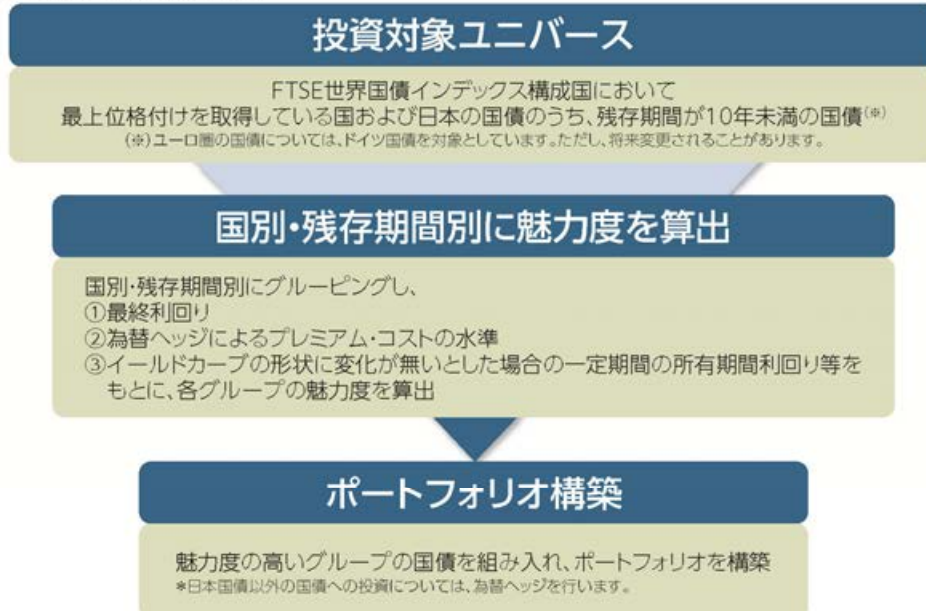 投資対象ユニバース
FTSE世界国債インデックス構成国において
最上位格付けを取得している国および日本の国債のうち、残存期間が10年未満の国債(※)
(※)ユーロ圏の国債については、ドイツ国債を対象としています。ただし、将来変更されることがあります。
国別・残存期間別に魅力度を算出
国別・残存期間別にグルーピングし、
①最終利回り
②為替ヘッジによるプレミアム・コストの水準
③イールドカーブの形状に変化が無いとした場合の一定期間の所有期間利回り等を
もとに、各グループの魅力度を算出
ポートフォリオ構築
魅力度の高いグループの国債を組み入れ、ポートフォリオを構築
*日本国債以外の国債への投資については、為替ヘッジを行います。